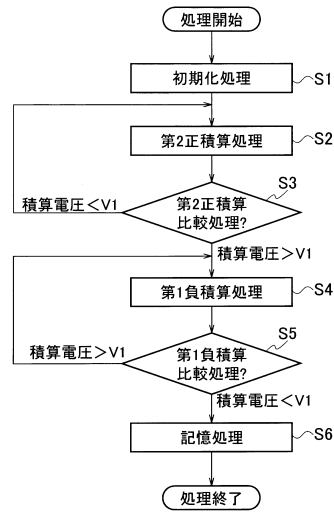 処理開始
初期化処理
S1
第2正積算処理
S2
S3
第2正積算
比較処理?
積算電圧<V1
積算電圧>V1
第1負積算処理
S4
S5
第1負積算
比較処理?
積算電圧>V1
積算電圧<V1
記憶処理
S6
処理終了